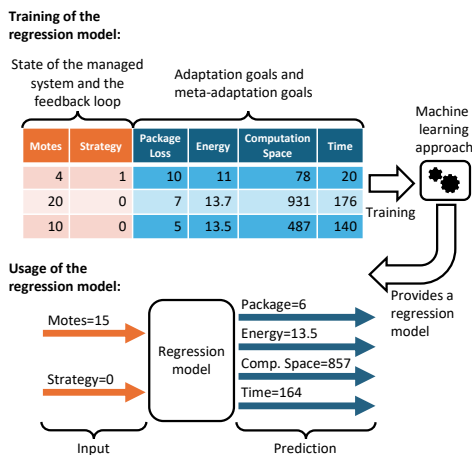 Training of the
regression model:
State of the managed
system and the
feedback loop
Adaptation goals and
meta-adaptation goals
Machine
learning
approach
Motes Strategy Package Loss Energy Computation Space Time
4 1 10 11 78 20
20 0 7 13.7 931 176
10 0 5 13.5 487 140
Training
Usage of the
regression model:
Provides a
regression
model
Motes=15
Strategy=0
Regression
model
Package=6
Energy=13.5
Comp. Space=857
Time=164
Input
Prediction